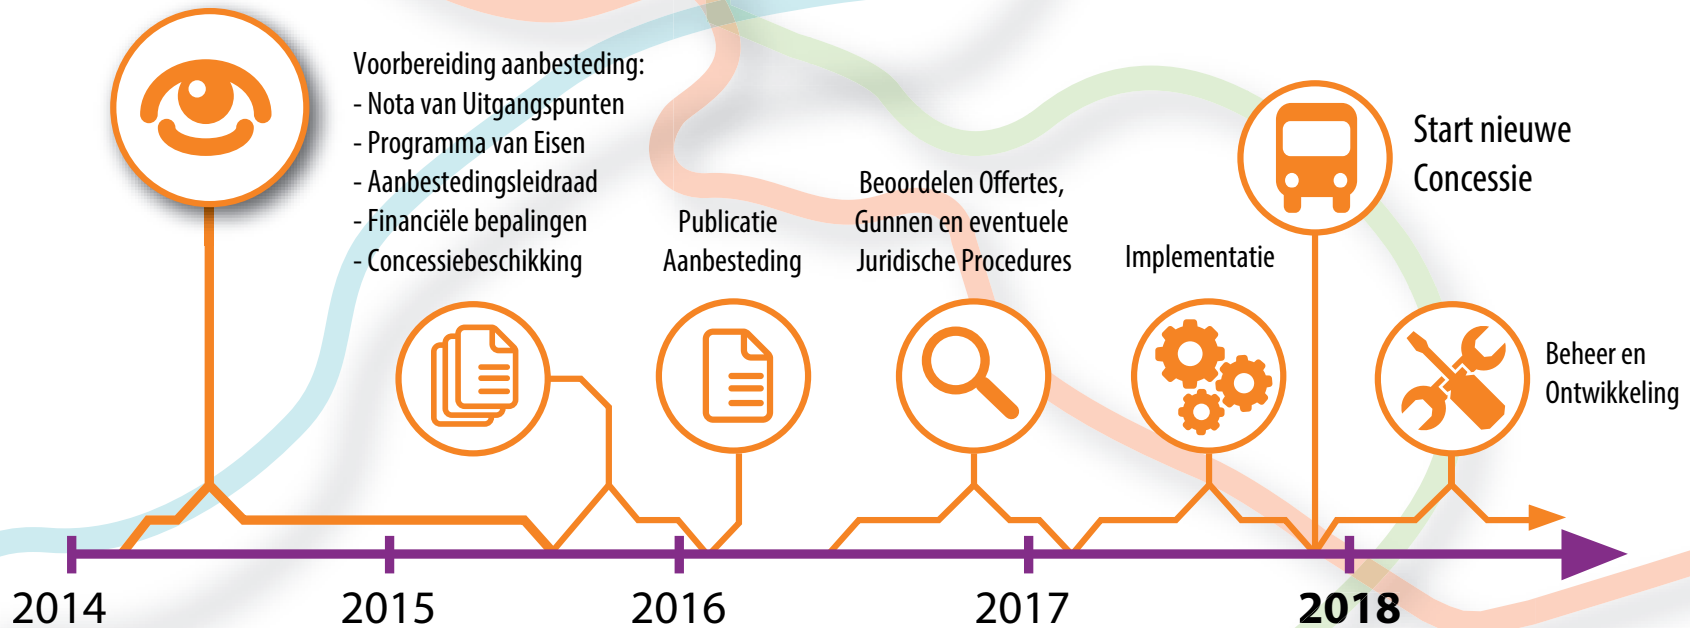 Voorbereiding aanbesteding:
- Nota van Uitgangspunten
- Programma van Eisen
- Aanbestedingsleidraad
- Financiële bepalingen
- Concessiebeschikking
Publicatie
Aanbesteding
Beoordelen Offertes,
Gunnen en eventuele
Juridische Procedures
Implementatie
Start nieuwe
Concessie
Beheer en
Ontwikkeling
2014
2015
2016
2017
2018